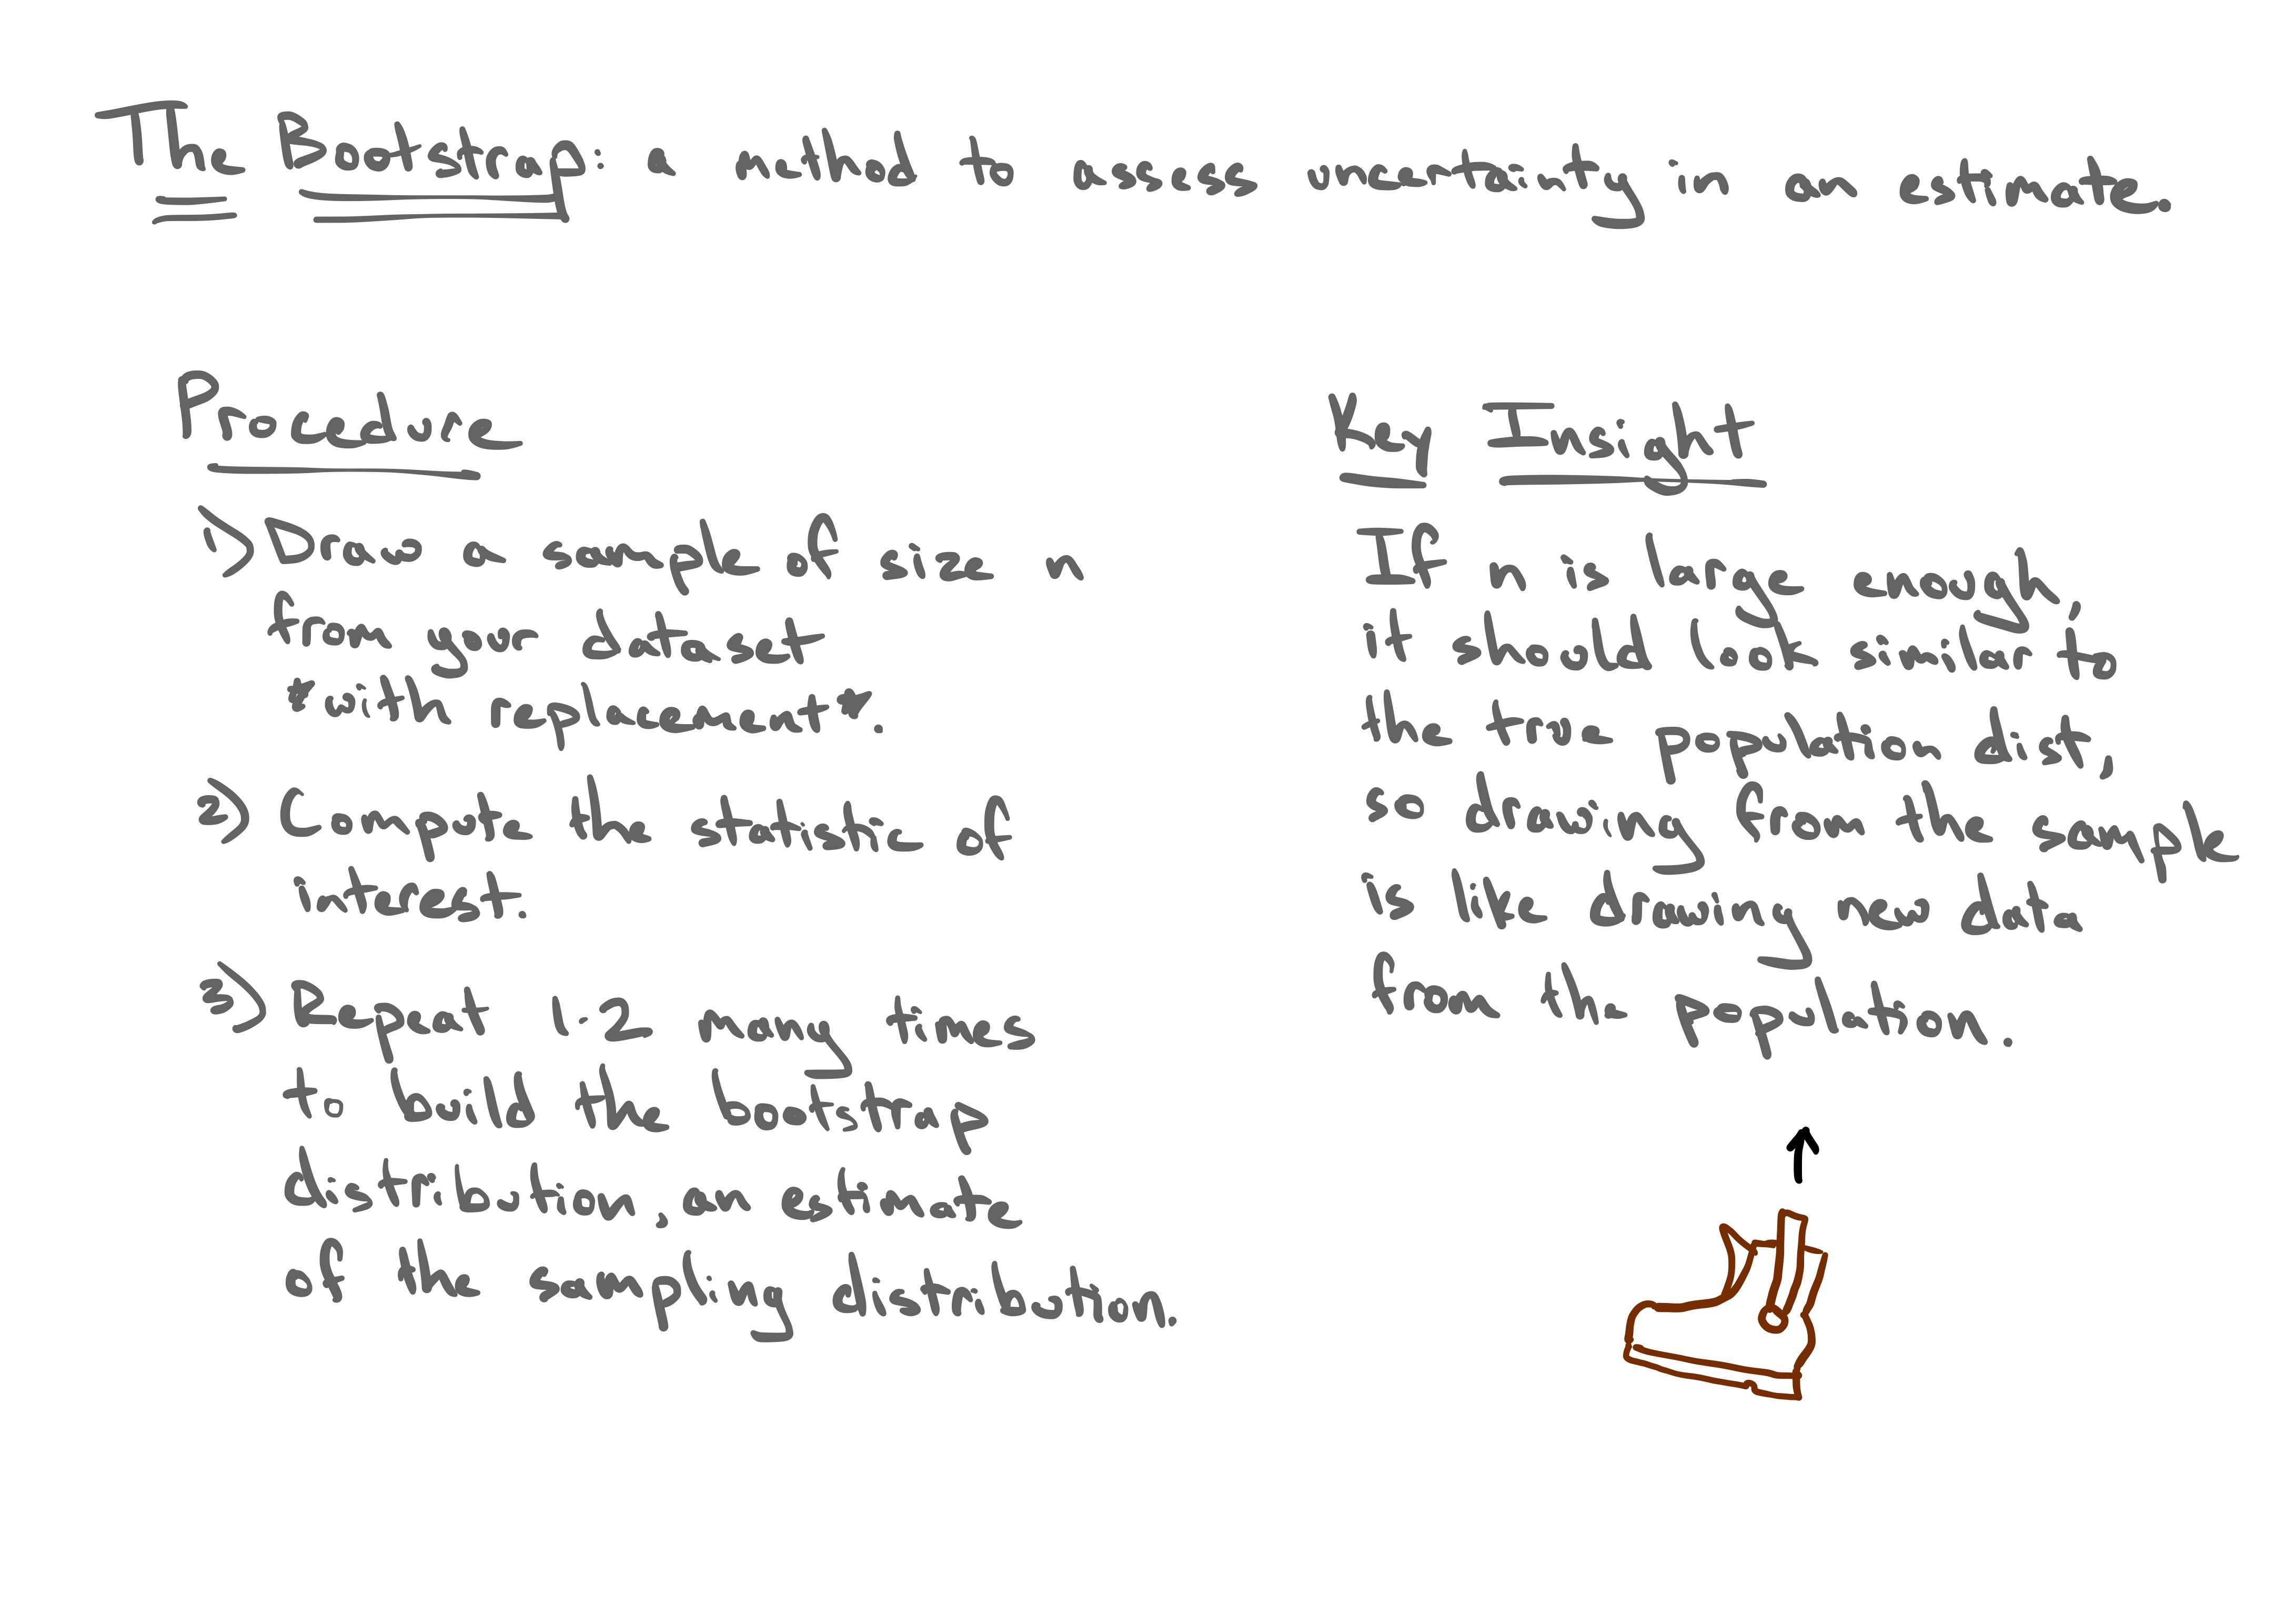 The Bootstrap: a method to assess uncertainty in an estimate.
Procedure
1) Draw a sample of size n
from your dataset
*with replacement*.
2) Compute the statistic of
interest.
3) Repeat 1-2 many times
to build the bootstrap
distribution, an estimate
of the sampling distribution.
Key Insight
If n is large enough,
it should look similar to
the true population dist,
so drawing from the sample
is like drawing new data
from the population.